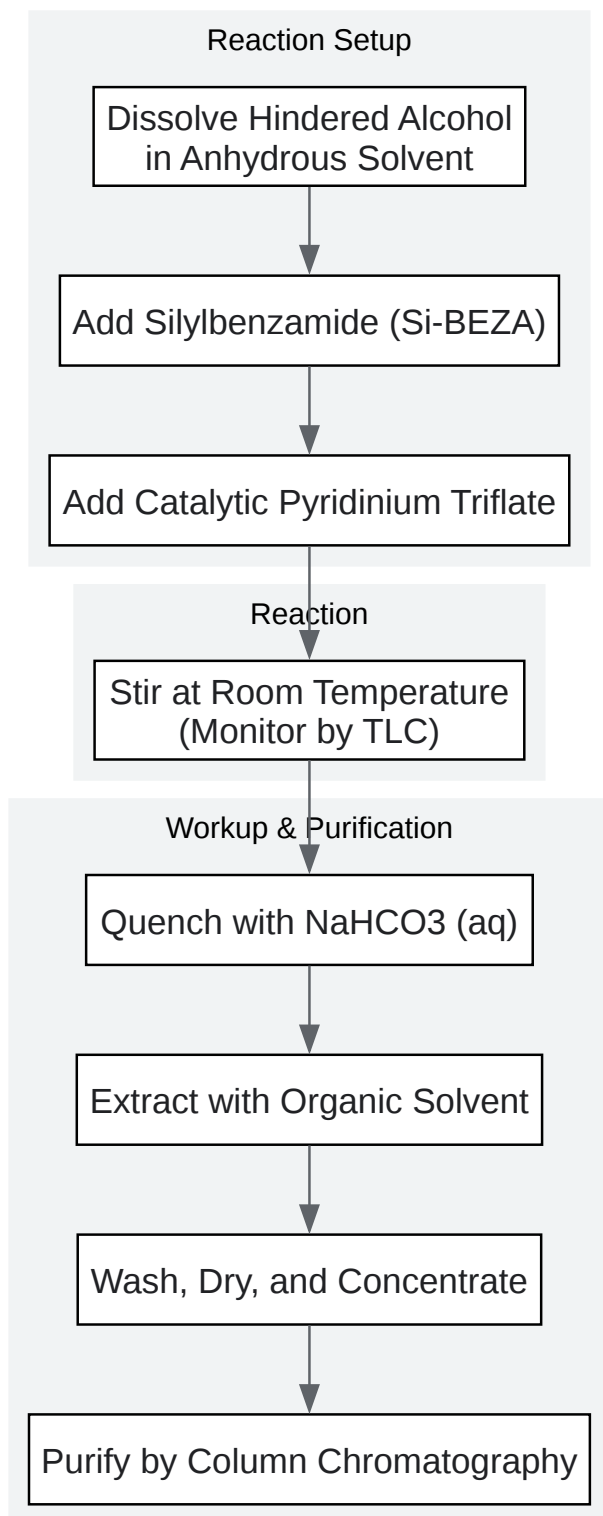 Reaction Setup
Dissolve Hindered Alcohol
in Anhydrous Solvent
Add Silylbenzamide (Si-BEZA)
Add Catalytic Pyridinium Triflate
Reaction
Stir at Room Temperature
(Monitor by TLC)
Workup & Purification
Quench with NaHCO3 (aq)
Extract with Organic Solvent
Wash, Dry, and Concentrate
Purify by Column Chromatography